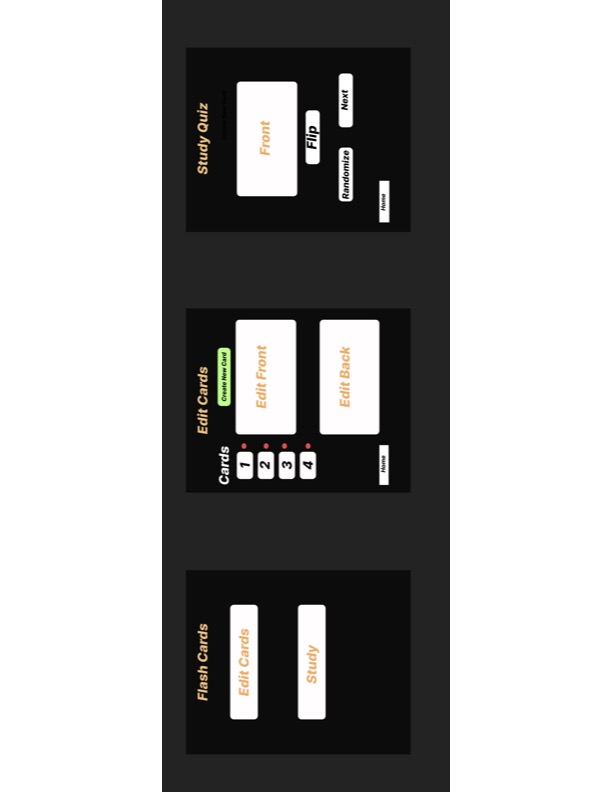 Flash Cards
Edit Cards
Study
Edit Cards
Create New Card
Cards
1
2
3
4
Edit Front
Edit Back
Home
Study Quiz
Front
Flip
Randomize
Next
Home